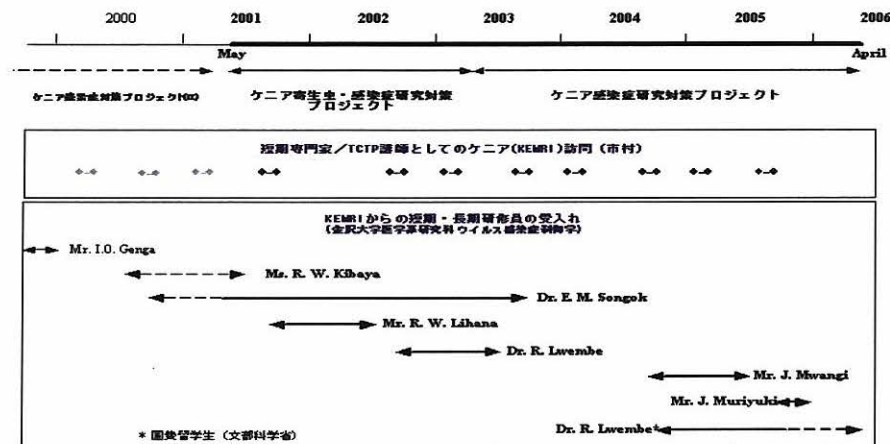 2000 2001 2002 2003 2004 2005 2006
May April
ケニア感染症対策プロジェクト(II) ケニア寄生虫・感染症研究対策 ケニア感染症研究対策プロジェクト
プロジェクト
短期専門家/TCTP講師としてのケニア(KEMRI)訪問(市村)
KEMRIからの短期・長期研修員の受入れ
(金沢大学医学系研究科ウイルス感染症制御学)
Mr. I.O. Genga
Ms. R. W. Kibaya
Dr. E. M. Songok
Mr. R. W. Lihana
Dr. R. Lwembe
Mr. J. Mwangi
Mr. J. Muriyuki
Dr. R. Lwembe*
* 国費留学生(文部科学省)